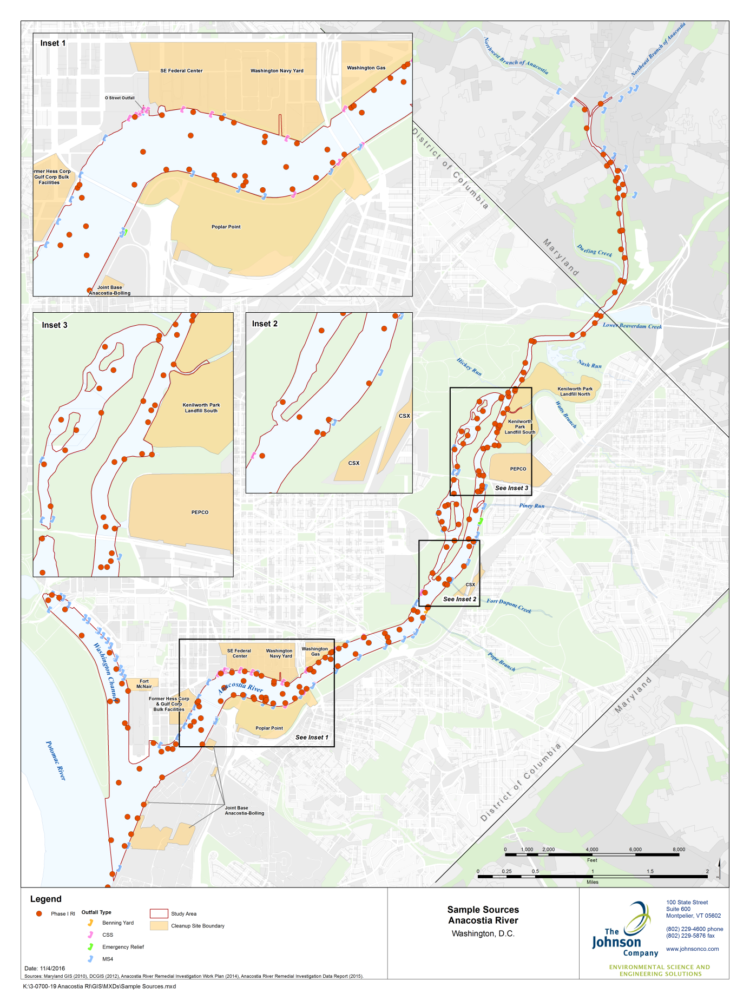 Inset 1
SE Federal Center
Washington Navy Yard
Washington Gas
O Street Outfall
rmer Hess Corp
Gulf Corp Bulk
Facilities
Poplar Point
Joint Base
Anacostia-Bolling
Northwest Branch of Anacostia
Northeast Branch of Anacostia
District of Columbia
Maryland
Dueling Creek
Lower Beaverdam Creek
Nash Run
Hickey Run
Kenilworth Park
Landfill North
Watts Branch
Kenilworth
Park
Landfill South
PEPCO
See Inset 3
Piney Run
Inset 3
Kenilworth Park
Landfill South
PEPCO
Inset 2
CSX
CSX
CSX
See Inset 2
Fort Dupont Creek
Pope Branch
Washington Channel
Fort
McNair
SE Federal
Center
Washington
Navy Yard
Washington
Gas
Anacostia River
Former Hess Corp
& Gulf Corp
Bulk Facilities
Poplar Point
See Inset 1
Potomac River
Joint Base
Anacostia-Bolling
Maryland
District of Columbia
0 1,000 2,000 4,000 6,000 8,000
Feet
0 0.25 0.5 1 1.5 2
Miles
N
Legend
Phase I RI
Outfall Type
Benning Yard
CSS
Emergency Relief
MS4
Study Area
Cleanup Site Boundary
Date: 11/4/2016
Sources: Maryland GIS (2010), DCGIS (2012), Anacostia River Remedial Investigation Work Plan (2014), Anacostia River Remedial Investigation Data Report (2015).
Sample Sources
Anacostia River
Washington, D.C.
The
Johnson
Company
100 State Street
Suite 600
Montpelier, VT 05602
(802) 229-4600 phone
(802) 229-5876 fax
www.johnsonco.com
ENVIRONMENTAL SCIENCE AND
ENGINEERING SOLUTIONS
K:\3-0700-19 Anacostia RI\GIS\MXDs\Sample Sources.mxd